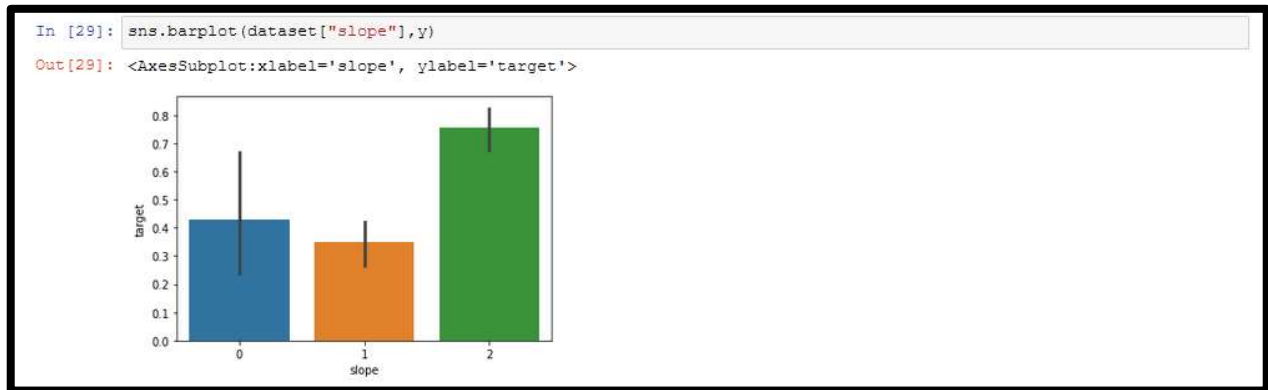 In [29]: sns.barplot(dataset["slope"],y)
Out[29]: <AxesSubplot:xlabel='slope', ylabel='target'>
0.8
0.7
0.6
0.5
0.4
0.3
0.2
0.1
0.0
target
0 1 2
slope